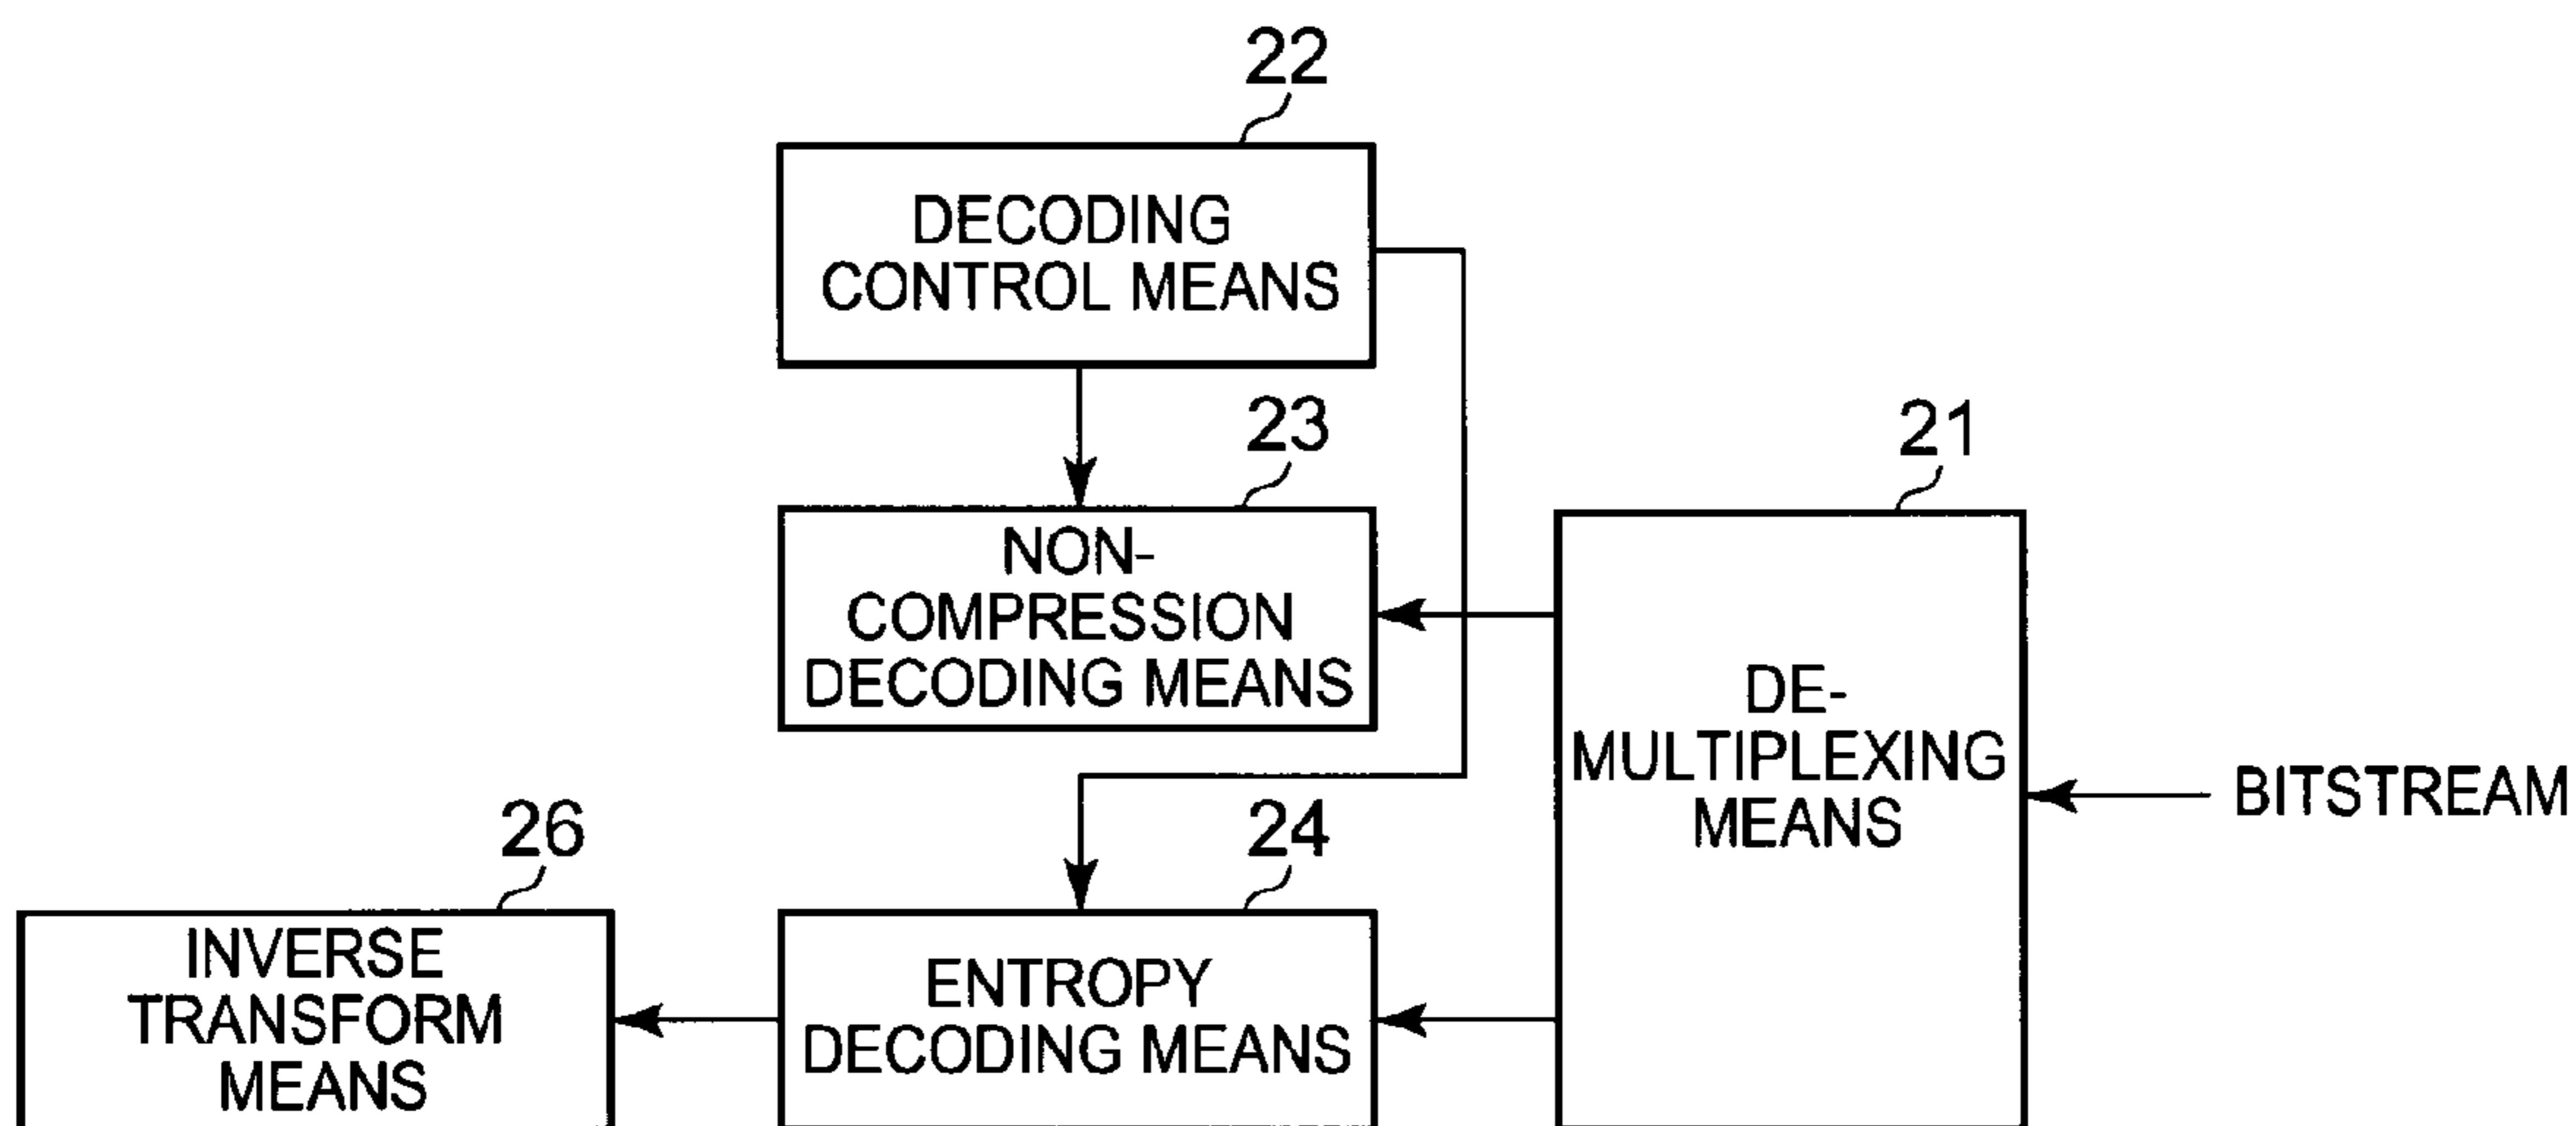 22
DECODING
CONTROL MEANS
23
NON-
COMPRESSION
DECODING MEANS
21
DE-
MULTIPLEXING
MEANS
BITSTREAM
26
INVERSE
TRANSFORM
MEANS
24
ENTROPY
DECODING MEANS